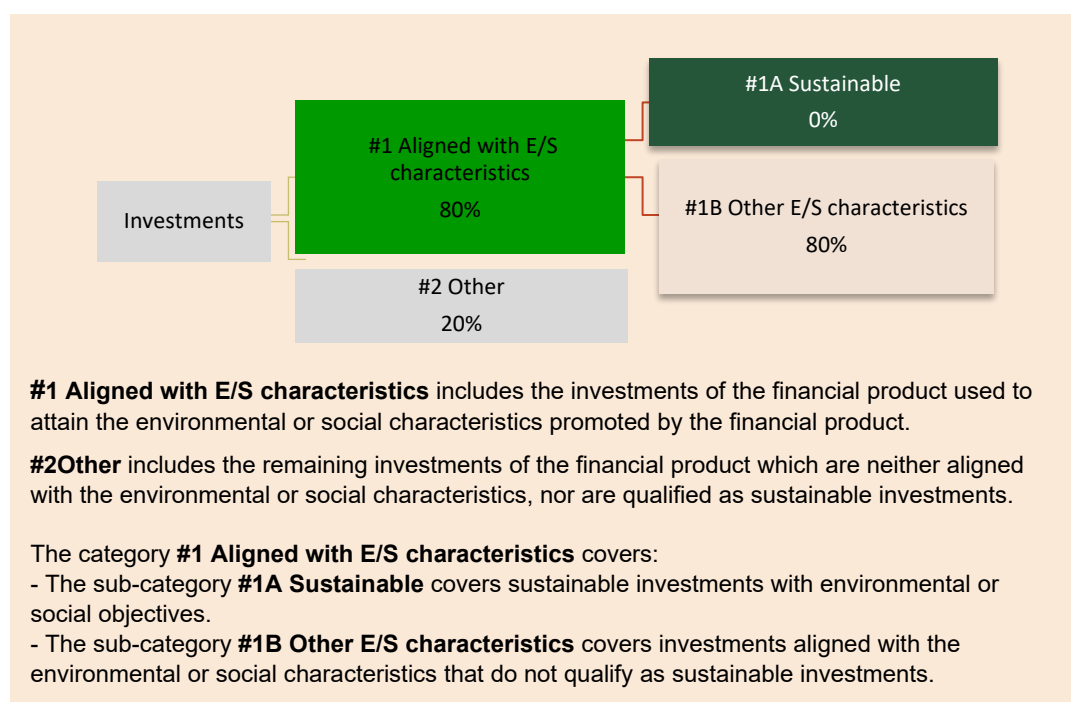 #1A Sustainable
0%
#1 Aligned with E/S
characteristics
80%
Investments
#1B Other E/S characteristics
80%
#2 Other
20%
#1 Aligned with E/S characteristics includes the investments of the financial product used to
attain the environmental or social characteristics promoted by the financial product.
#2Other includes the remaining investments of the financial product which are neither aligned
with the environmental or social characteristics, nor are qualified as sustainable investments.
The category #1 Aligned with E/S characteristics covers:
- The sub-category #1A Sustainable covers sustainable investments with environmental or
social objectives.
- The sub-category #1B Other E/S characteristics covers investments aligned with the
environmental or social characteristics that do not qualify as sustainable investments.